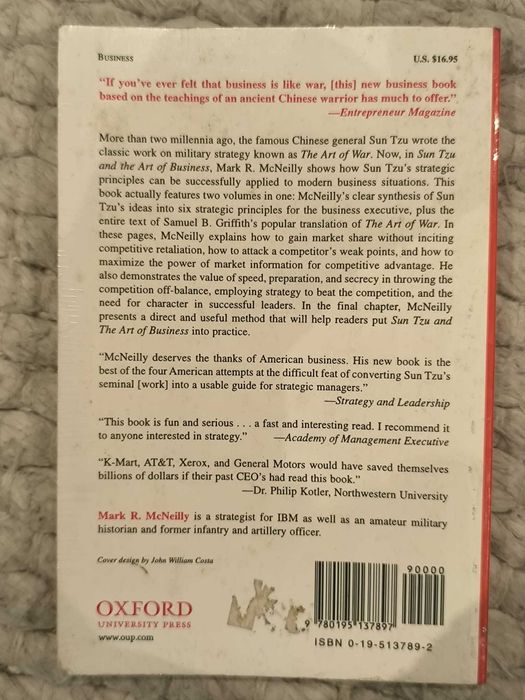 BUSINESS
U.S. $16.95
"If you've ever felt that business is like war, [this] new business book
based on the teachings of an ancient Chinese warrior has much to offer."
—Entrepreneur Magazine
More than two millennia ago, the famous Chinese general Sun Tzu wrote the
classic work on military strategy known as The Art of War. Now, in Sun Tzu
and the Art of Business, Mark R. McNeilly shows how Sun Tzu's strategic
principles can be successfully applied to modern business situations. This
book actually features two volumes in one: McNeilly's clear synthesis of Sun
Tzu's ideas into six strategic principles for the business executive, plus the
entire text of Samuel B. Griffith's popular translation of The Art of War. In
these pages, McNeilly explains how to gain market share without inciting
competitive retaliation, how to attack a competitor's weak points, and how to
maximize the power of market information for competitive advantage. He
also demonstrates the value of speed, preparation, and secrecy in throwing the
competition off-balance, employing strategy to beat the competition, and the
need for character in successful leaders. In the final chapter, McNeilly
presents a direct and useful method that will help readers put Sun Tzu and
The Art of Business into practice.
"McNeilly deserves the thanks of American business. His new book is the
best of the four American attempts at the difficult feat of converting Sun Tzu's
seminal [work] into a usable guide for strategic managers."
—Strategy and Leadership
"This book is fun and serious . . . a fast and interesting read. I recommend it
to anyone interested in strategy." —Academy of Management Executive
"K-Mart, AT&T, Xerox, and General Motors would have saved themselves
billions of dollars if their past CEO's had read this book."
—Dr. Philip Kotler, Northwestern University
Mark R. McNeilly is a strategist for IBM as well as an amateur military
historian and former infantry and artillery officer.
Cover design by John William Costa
OXFORD
UNIVERSITY PRESS
www.oup.com
90000
9 780195 137897
ISBN 0-19-513789-2